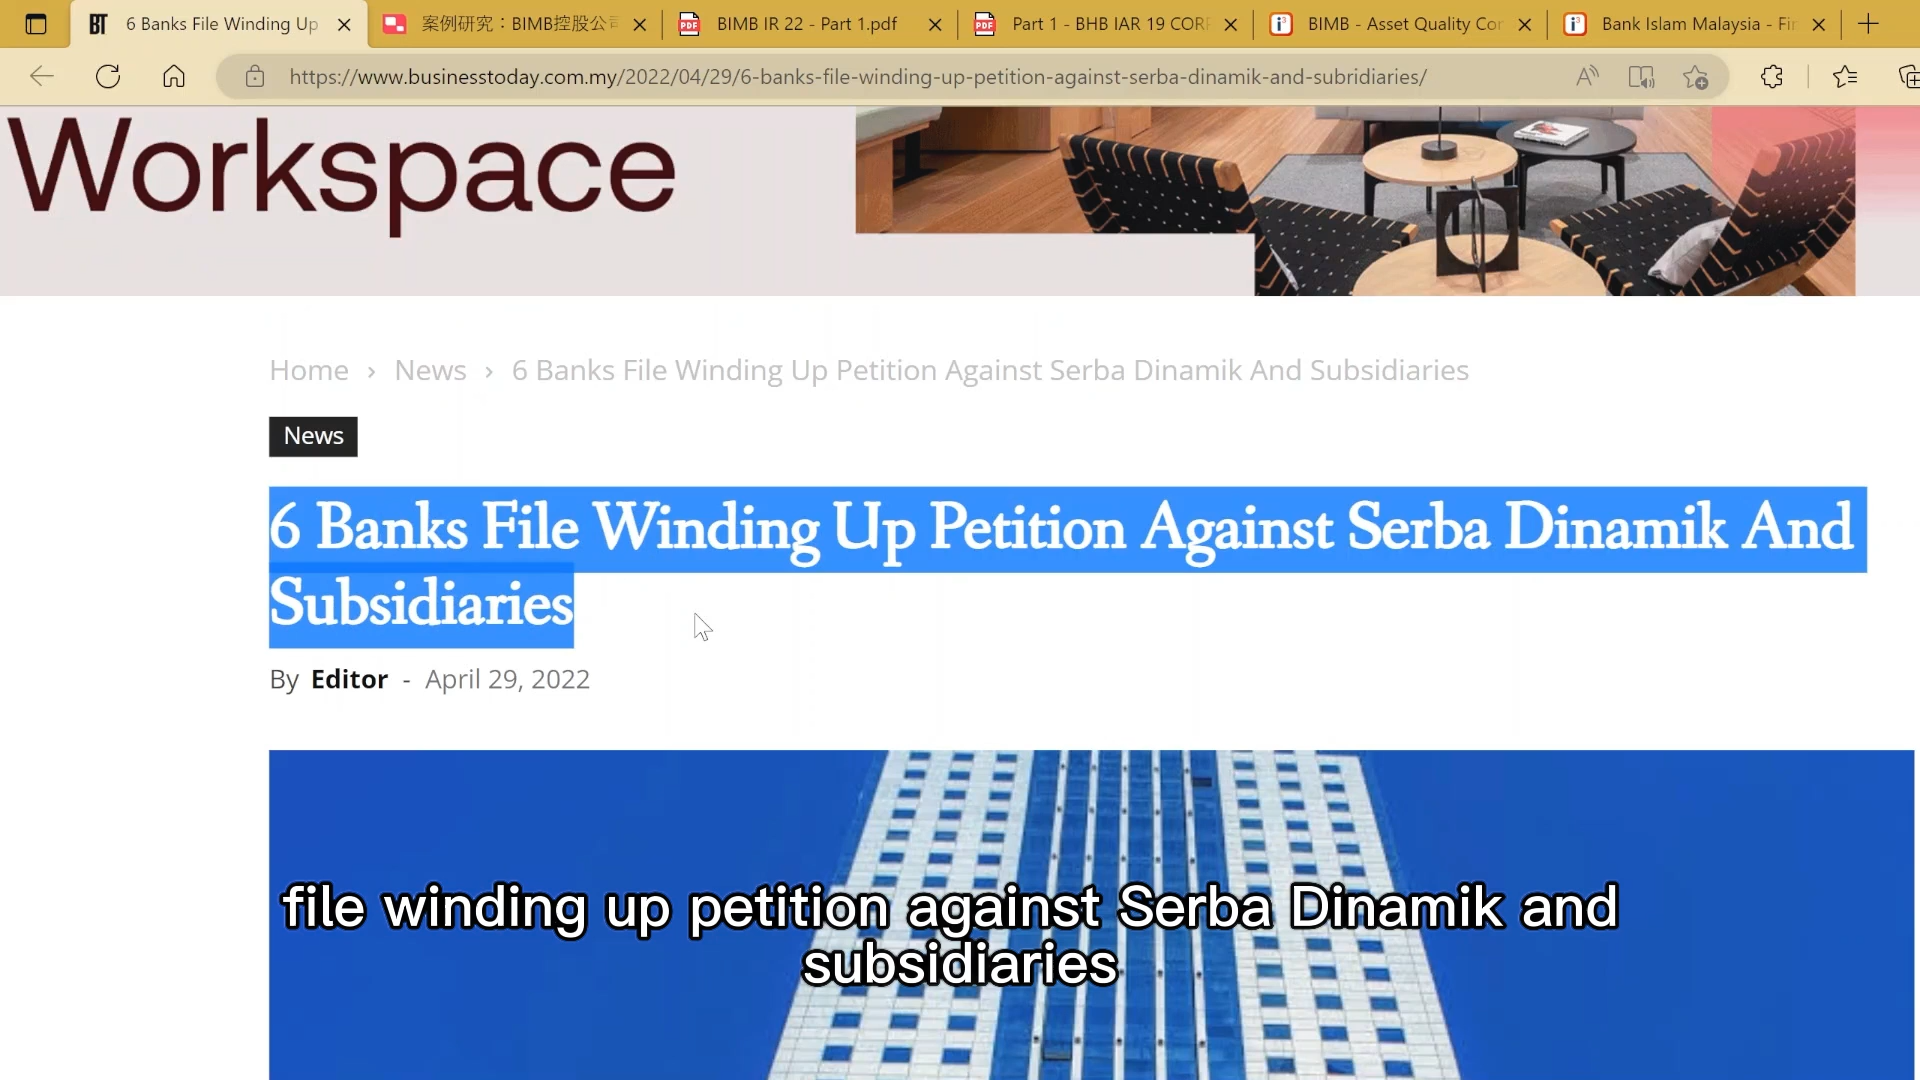 BT 6 Banks File Winding Up
案例研究：BIMB控股公司
BIMB IR 22 - Part 1.pdf
Part 1 - BHB IAR 19 CORP
BIMB - Asset Quality Cor
Bank Islam Malaysia - Fin
https://www.businesstoday.com.my/2022/04/29/6-banks-file-winding-up-petition-against-serba-dinamik-and-subridiaries/
Workspace
Home › News › 6 Banks File Winding Up Petition Against Serba Dinamik And Subsidiaries
News
6 Banks File Winding Up Petition Against Serba Dinamik And
Subsidiaries
By Editor - April 29, 2022
file winding up petition against Serba Dinamik and
subsidiaries